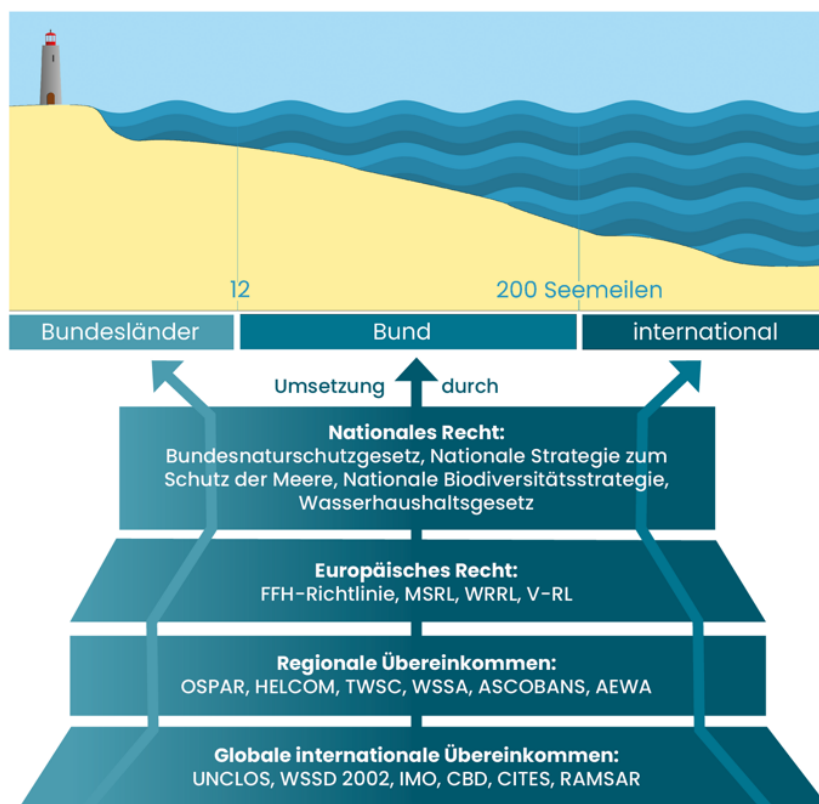 12
200 Seemeilen
Bundesländer
Bund
international
Umsetzung durch
Nationales Recht:
Bundesnaturschutzgesetz, Nationale Strategie zum
Schutz der Meere, Nationale Biodiversitätsstrategie,
Wasserhaushaltsgesetz
Europäisches Recht:
FFH-Richtlinie, MSRL, WRRL, V-RL
Regionale Übereinkommen:
OSPAR, HELCOM, TWSC, WSSA, ASCOBANS, AEWA
Globale internationale Übereinkommen:
UNCLOS, WSSD 2002, IMO, CBD, CITES, RAMSAR